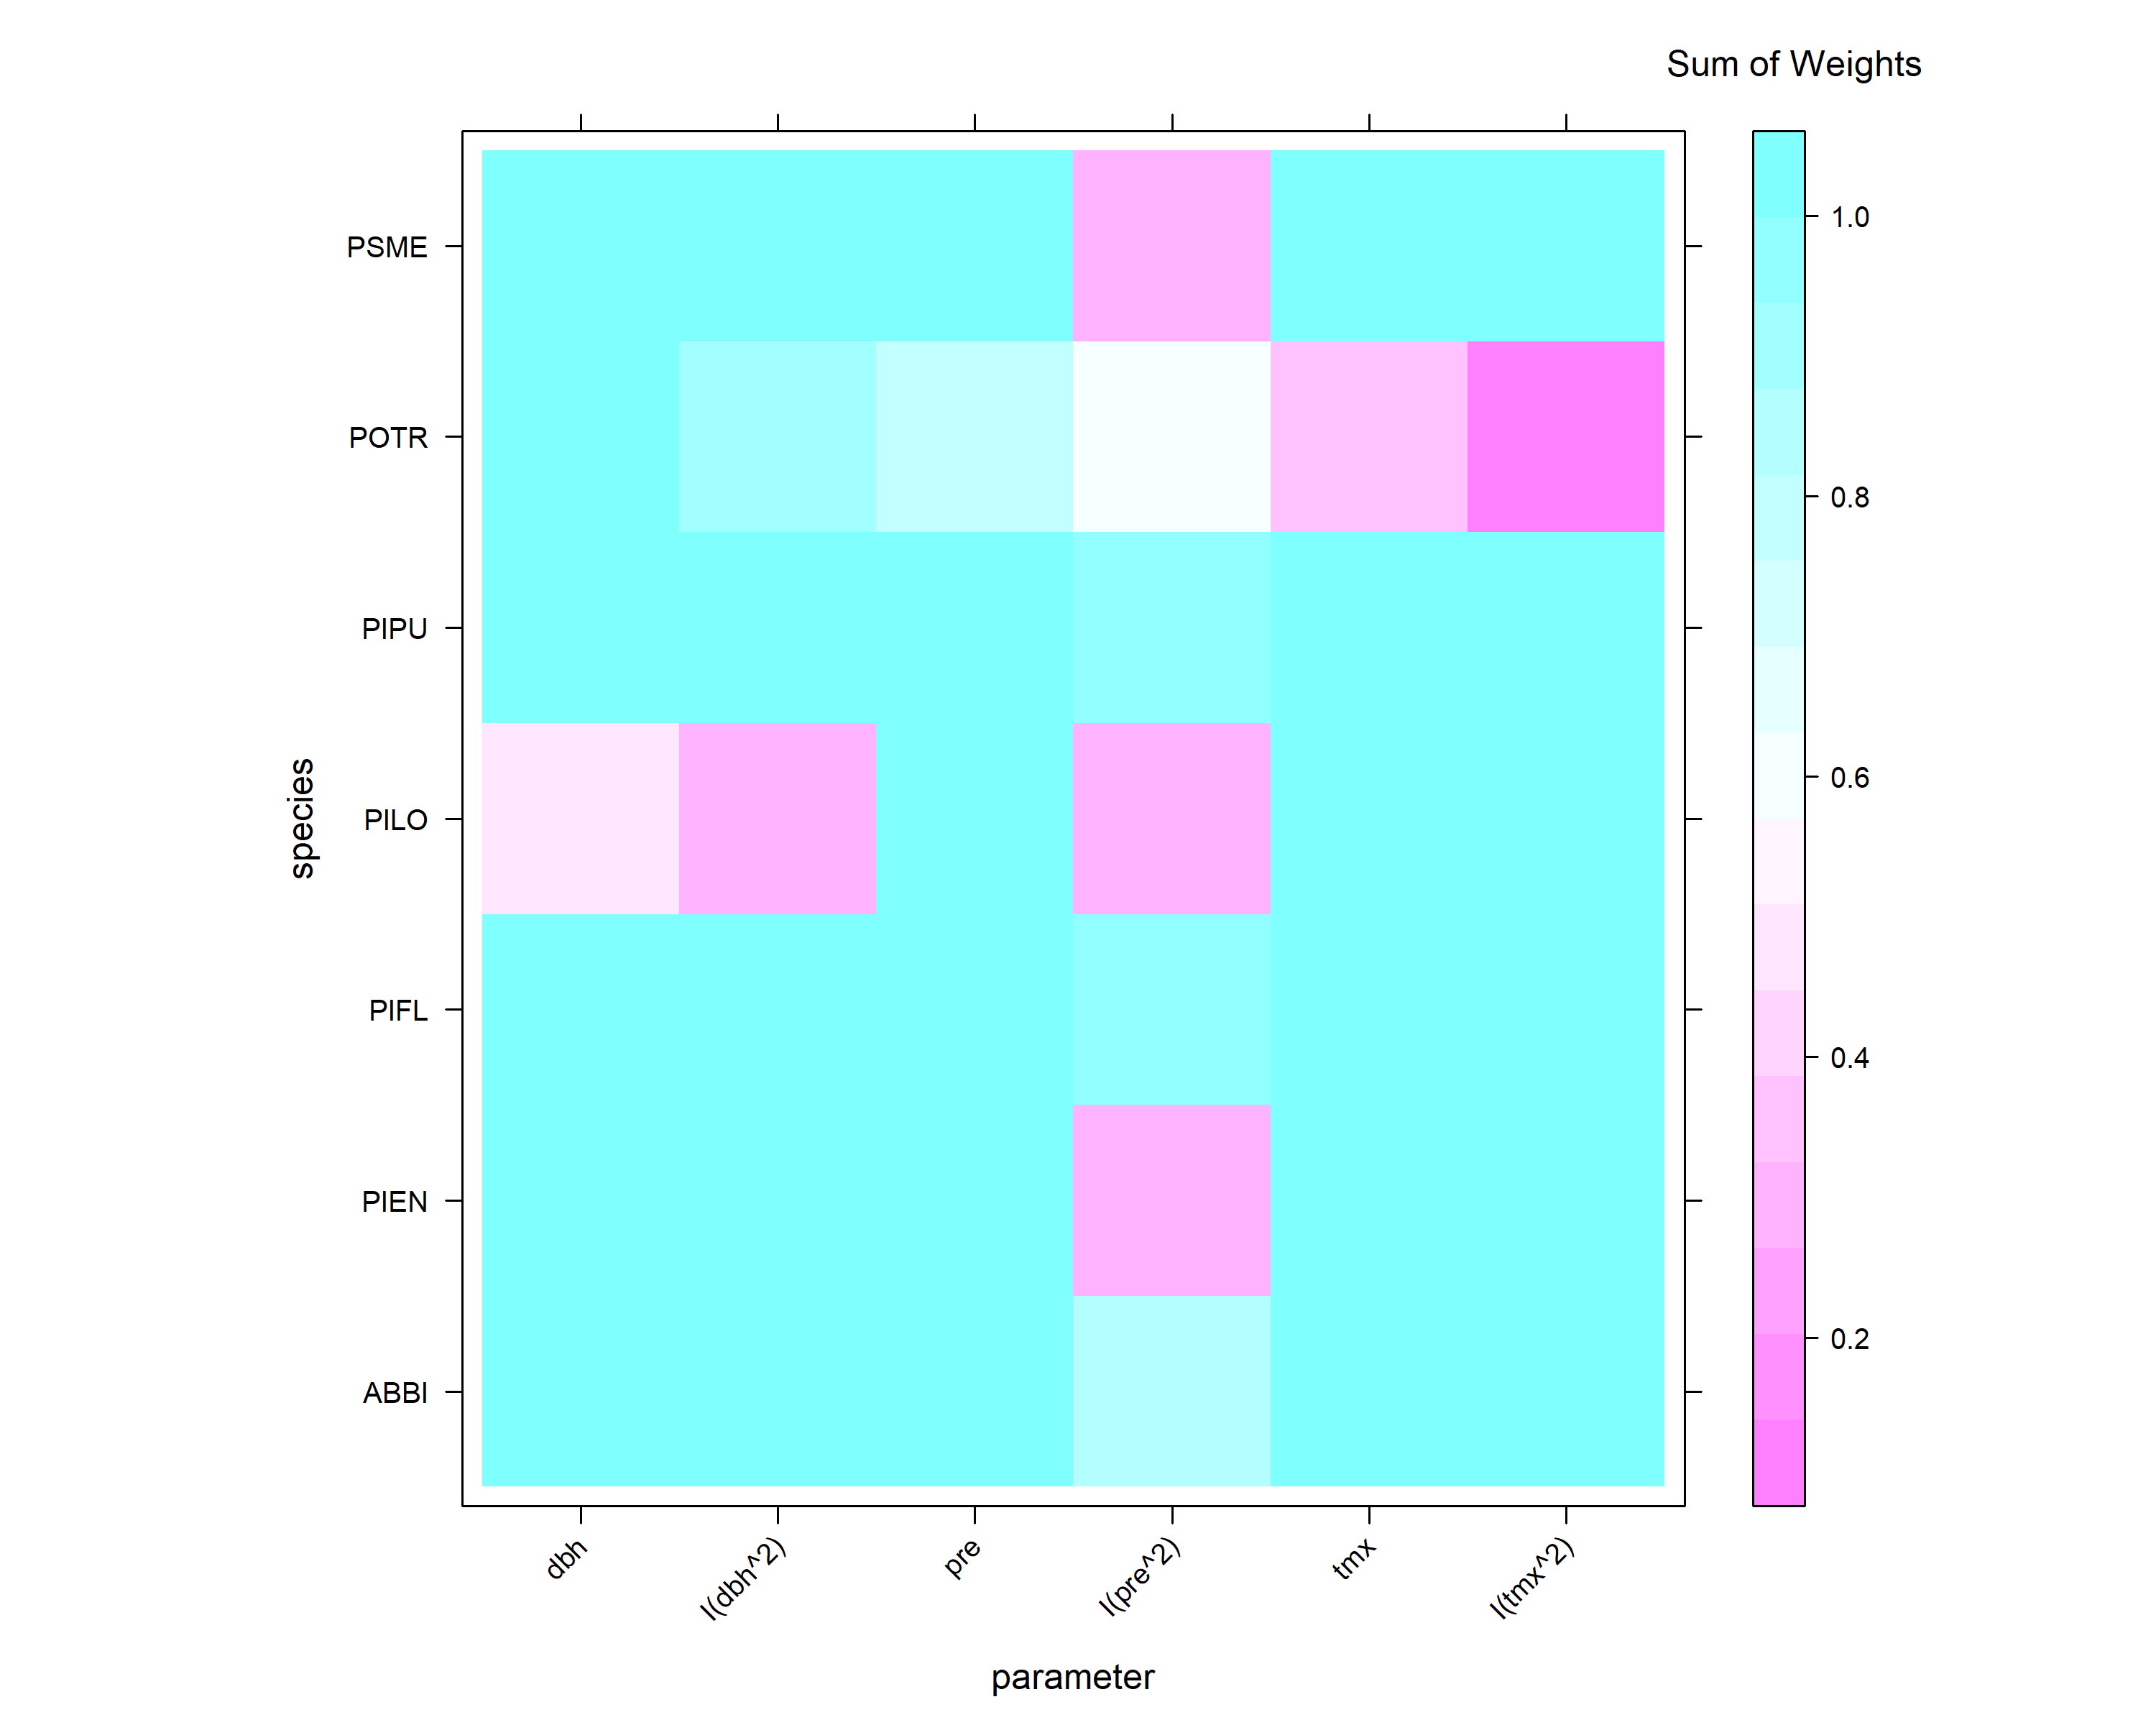 Sum of Weights
1.0
0.8
0.6
0.4
0.2
species
PSME
POTR
PIPU
PILO
PIFL
PIEN
ABBI
dbh
I(dbh^2)
pre
I(pre^2)
tmx
I(tmx^2)
parameter